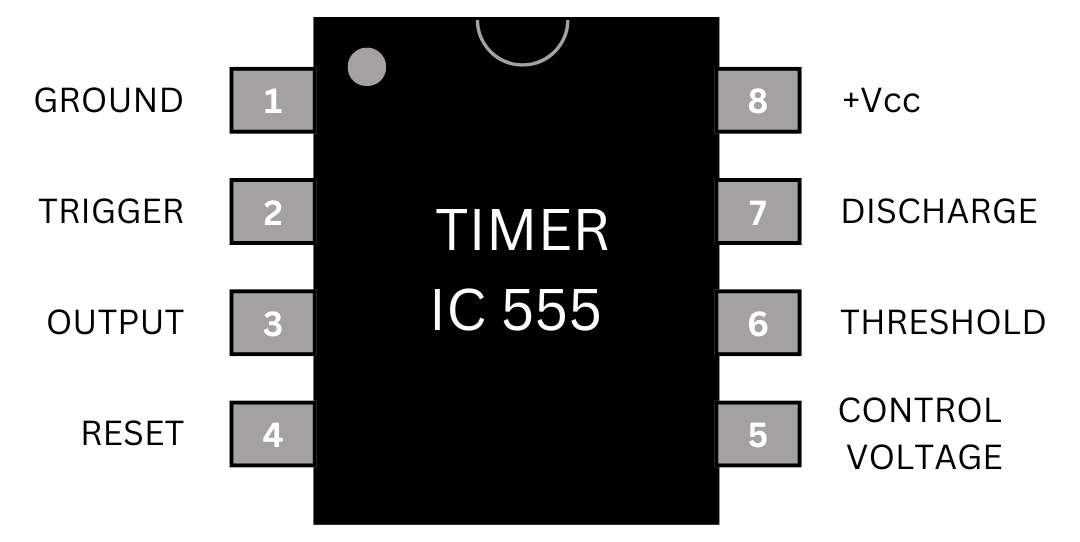 GROUND
1
8
+Vcc
TRIGGER
2
7
DISCHARGE
TIMER
IC 555
OUTPUT
3
6
THRESHOLD
RESET
4
5
CONTROL
VOLTAGE